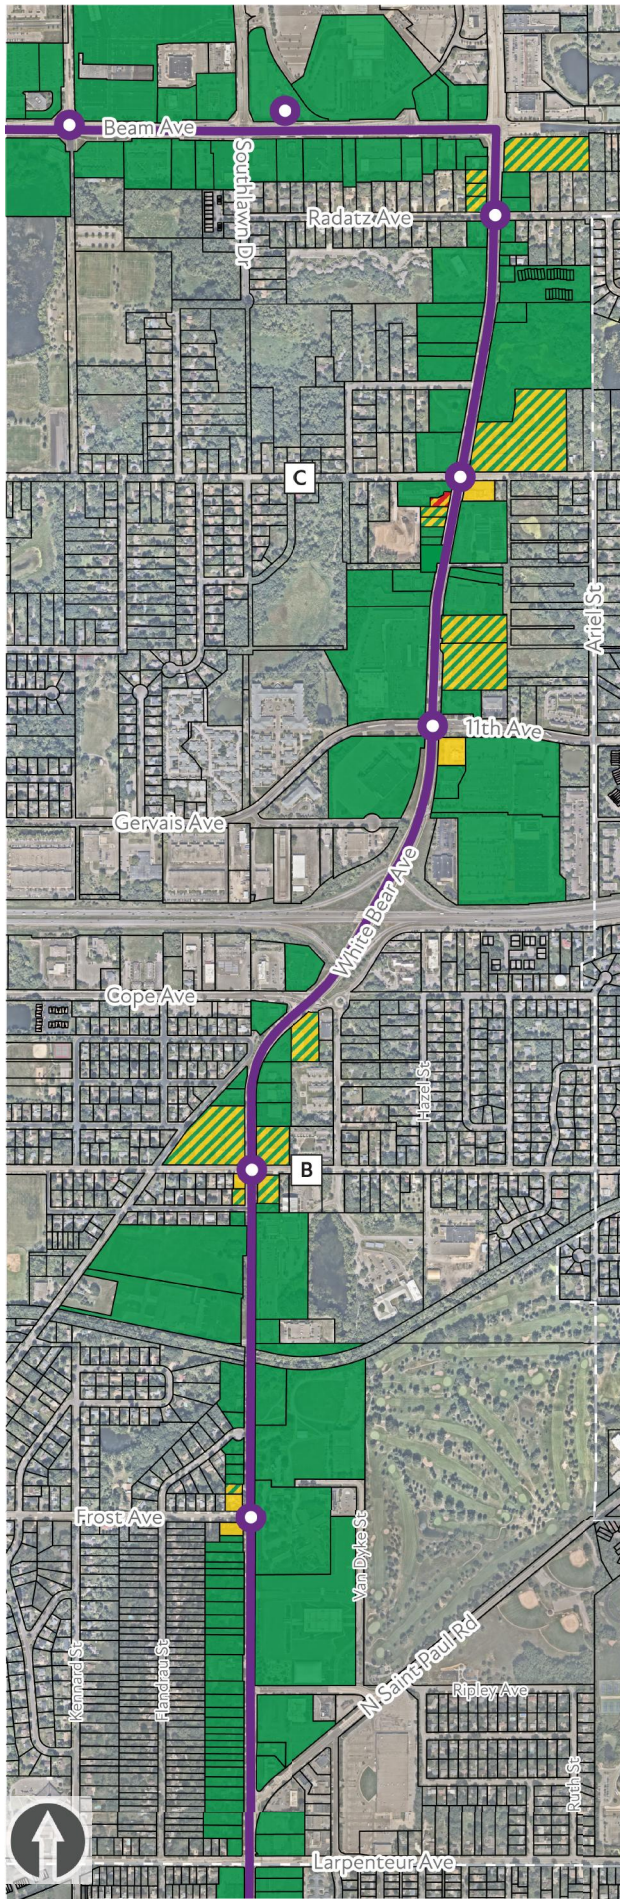 Beam Ave
Southlawn Dr
Radatz Ave
C
Ariel St
11th Ave
Gervais Ave
White Bear Ave
Cope Ave
Hazel St
B
Frost Ave
Van Dyke St
N Saint Paul Rd
Kennard St
Flandrau St
Ripley Ave
Ruth St
Larpenteur Ave